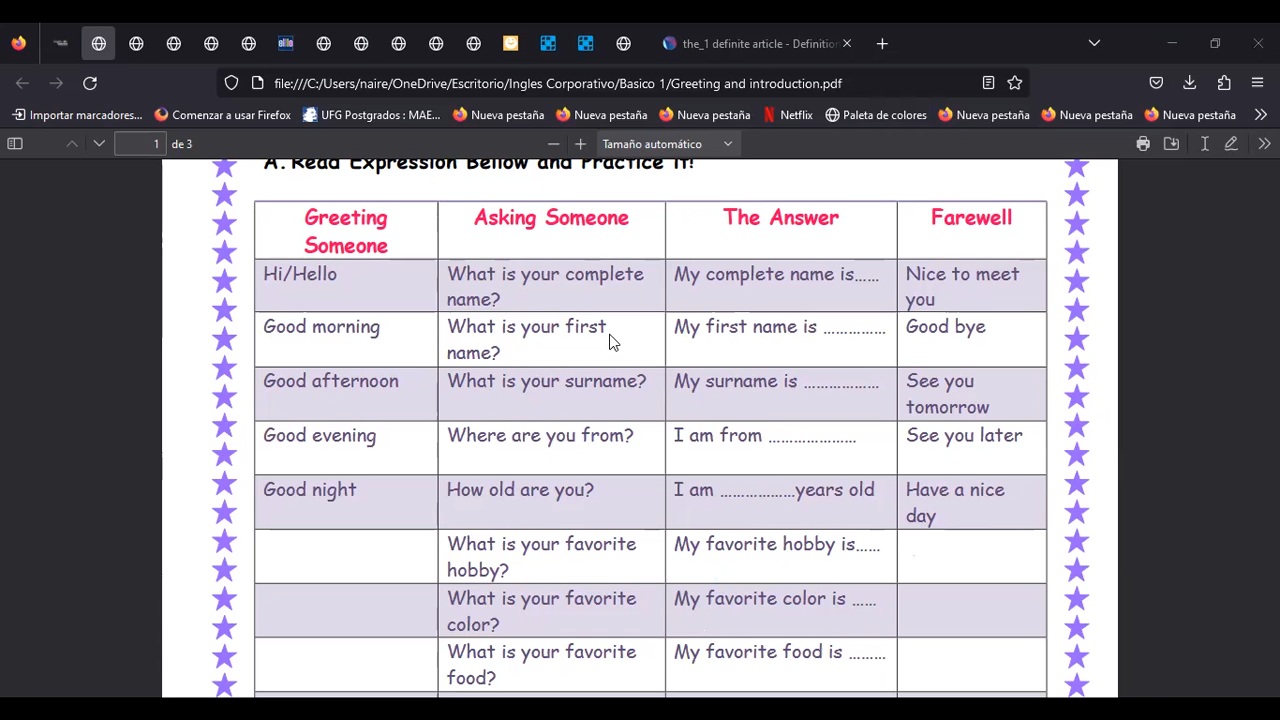 the_1 definite article - Definition
file:///C:/Users/naire/OneDrive/Escritorio/Ingles Corporativo/Basico 1/Greeting and introduction.pdf
Importar marcadores...
Comenzar a usar Firefox
UFG Postgrados : MAE...
Nueva pestaña
Nueva pestaña
Nueva pestaña
Netflix
Paleta de colores
Nueva pestaña
Nueva pestaña
Nueva pestaña
1 de 3
Tamaño automático
A. Read Expression Bellow and Practice It!
Greeting
Someone
Asking Someone
The Answer
Farewell
Hi/Hello
What is your complete
name?
My complete name is......
Nice to meet
you
Good morning
What is your first
name?
My first name is ...............
Good bye
Good afternoon
What is your surname?
My surname is ..................
See you
tomorrow
Good evening
Where are you from?
I am from .....................
See you later
Good night
How old are you?
I am ..................years old
Have a nice
day
What is your favorite
hobby?
My favorite hobby is......
What is your favorite
color?
My favorite color is ......
What is your favorite
food?
My favorite food is .........